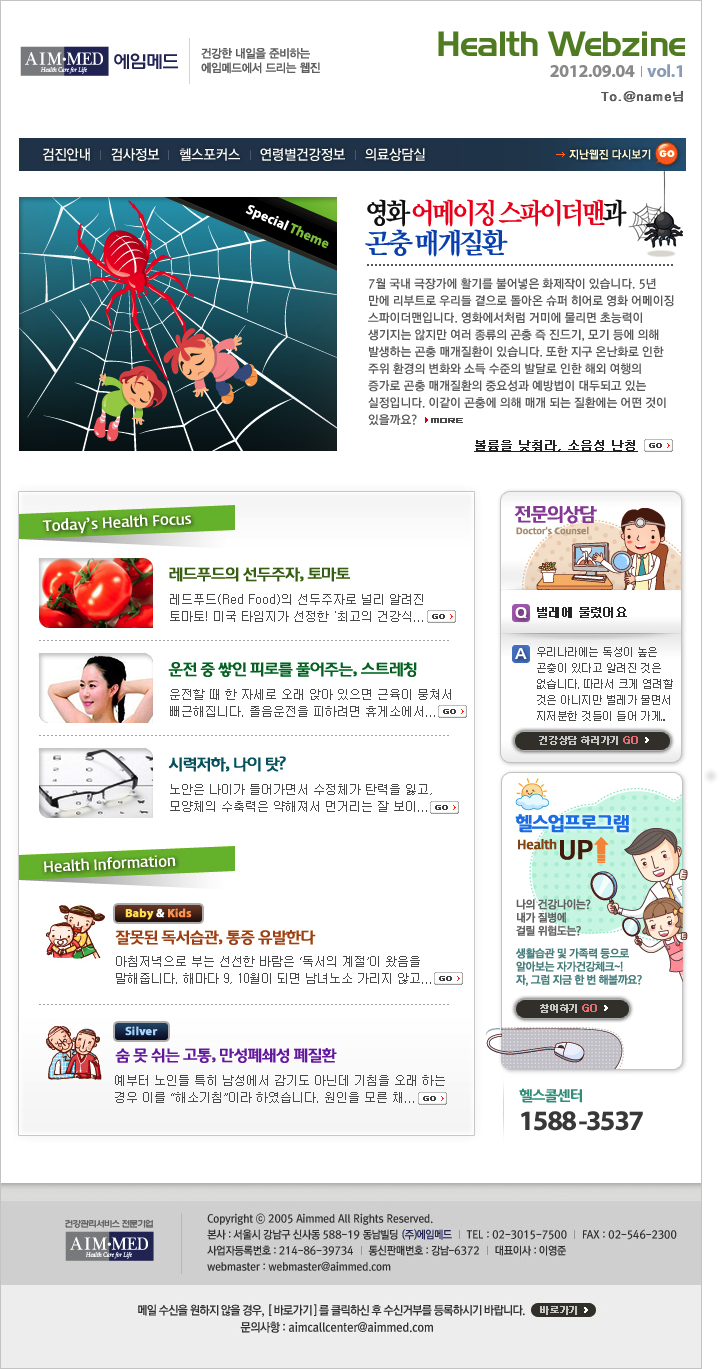 AIM·MED
Health Care for Life
에임메드
건강한 내일을 준비하는
에임메드에서 드리는 웹진
Health Webzine
2012.09.04 | vol.1
To.@name님
검진안내 | 검사정보 | 헬스포커스 | 연령별건강정보 | 의료상담실
→ 지난웹진 다시보기 GO
Special Theme
영화 어메이징 스파이더맨과
곤충 매개질환
7월 국내 극장가에 활기를 불어넣은 화제작이 있습니다. 5년
만에 리부트로 우리들 곁으로 돌아온 슈퍼 히어로 영화 어메이징
스파이더맨입니다. 영화에서처럼 거미에 물리면 초능력이
생기지는 않지만 여러 종류의 곤충 즉 진드기, 모기 등에 의해
발생하는 곤충 매개질환이 있습니다. 또한 지구 온난화로 인한
주위 환경의 변화와 소득 수준의 발달로 인한 해외 여행의
증가로 곤충 매개질환의 중요성과 예방법이 대두되고 있는
실정입니다. 이같이 곤충에 의해 매개 되는 질환에는 어떤 것이
있을까요? MORE
볼륨을 낮춰라, 소음성 난청 GO
Today's Health Focus
레드푸드의 선두주자, 토마토
레드푸드(Red Food)의 선두주자로 널리 알려진
토마토! 미국 타임지가 선정한 '최고의 건강식... GO
운전 중 쌓인 피로를 풀어주는, 스트레칭
운전할 때 한 자세로 오래 앉아 있으면 근육이 뭉쳐서
뻐근해집니다. 졸음운전을 피하려면 휴게소에서... GO
시력저하, 나이 탓?
노안은 나이가 들어가면서 수정체가 탄력을 잃고,
모양체의 수축력은 약해져서 먼거리는 잘 보이... GO
Health Information
Baby & Kids
잘못된 독서습관, 통증 유발한다
아침저녁으로 부는 선선한 바람은 '독서의 계절'이 왔음을
말해줍니다. 해마다 9, 10월이 되면 남녀노소 가리지 않고... GO
Silver
숨 못 쉬는 고통, 만성폐쇄성 폐질환
예부터 노인들 특히 남성에서 감기도 아닌데 기침을 오래 하는
경우 이를 "해소기침"이라 하였습니다. 원인을 모른 채... GO
전문의상담
Doctor's Counsel
Q 벌레에 물렸어요
A 우리나라에는 독성이 높은
곤충이 있다고 알려진 것은
없습니다. 따라서 크게 염려할
것은 아니지만 벌레가 물면서
지저분한 것들이 들어 가게..
건강상담 하러가기 GO
헬스업프로그램
Health UP
나의 건강나이는?
내가 질병에
걸릴 위험도는?
생활습관 및 가족력 등으로
알아보는 자가건강체크~!
자, 그럼 지금 한 번 해볼까요?
참여하기 GO
헬스콜센터
1588-3537
건강관리서비스 전문기업
AIM·MED
Health Care for Life
Copyright ⓒ 2005 Aimmed All Rights Reserved.
본사 : 서울시 강남구 신사동 588-19 동남빌딩 (주)에임메드 | TEL : 02-3015-7500 | FAX : 02-546-2300
사업자등록번호 : 214-86-39734 | 통신판매번호 : 강남-6372 | 대표이사 : 이영준
webmaster : webmaster@aimmed.com
메일 수신을 원하지 않을 경우, [바로가기]를 클릭하신 후 수신거부를 등록하시기 바랍니다. 바로가기
문의사항 : aimcallcenter@aimmed.com